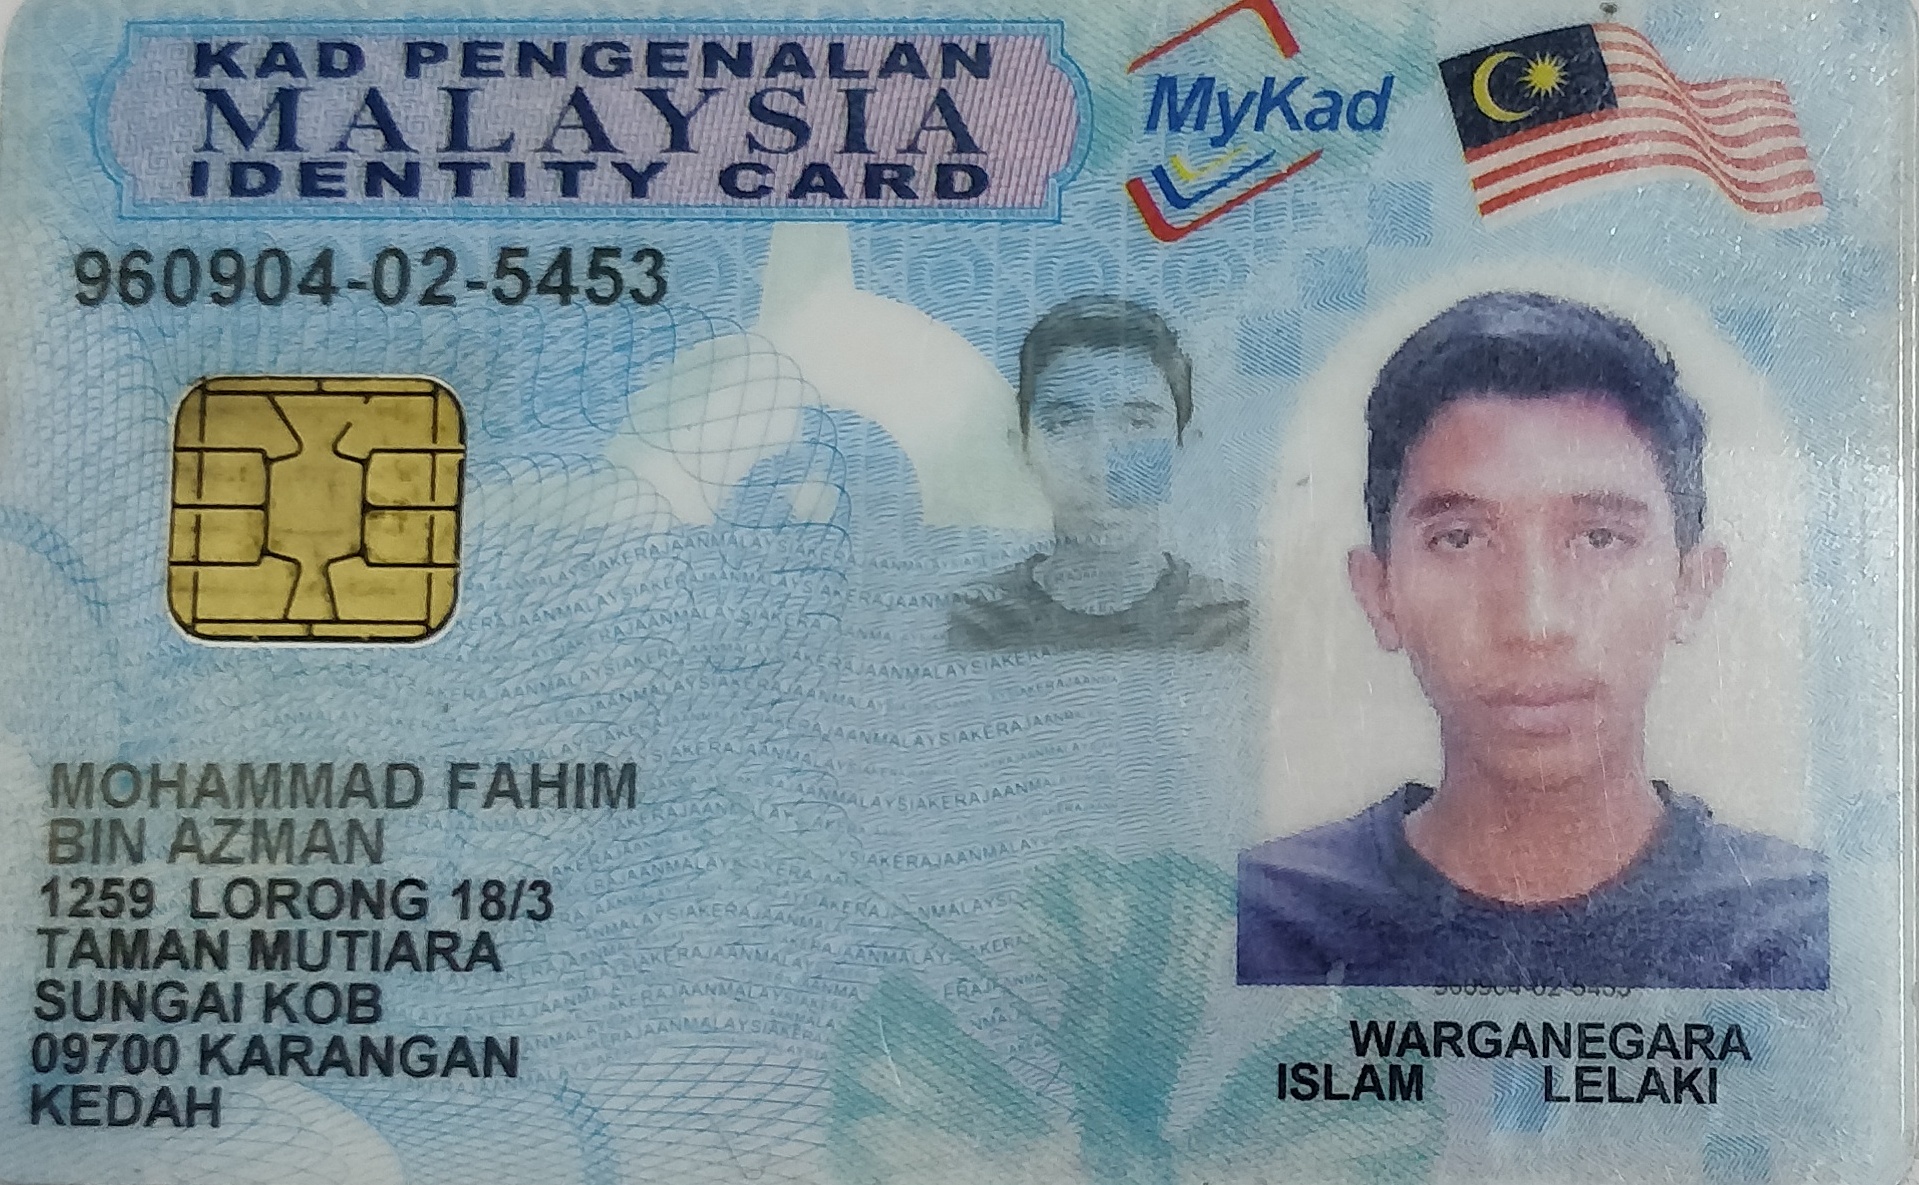 KAD PENGENALAN
MALAYSIA
IDENTITY CARD
MyKad
960904-02-5453
MOHAMMAD FAHIM
BIN AZMAN
1259 LORONG 18/3
TAMAN MUTIARA
SUNGAI KOB
09700 KARANGAN
KEDAH
960904-02-5453
WARGANEGARA
ISLAM LELAKI